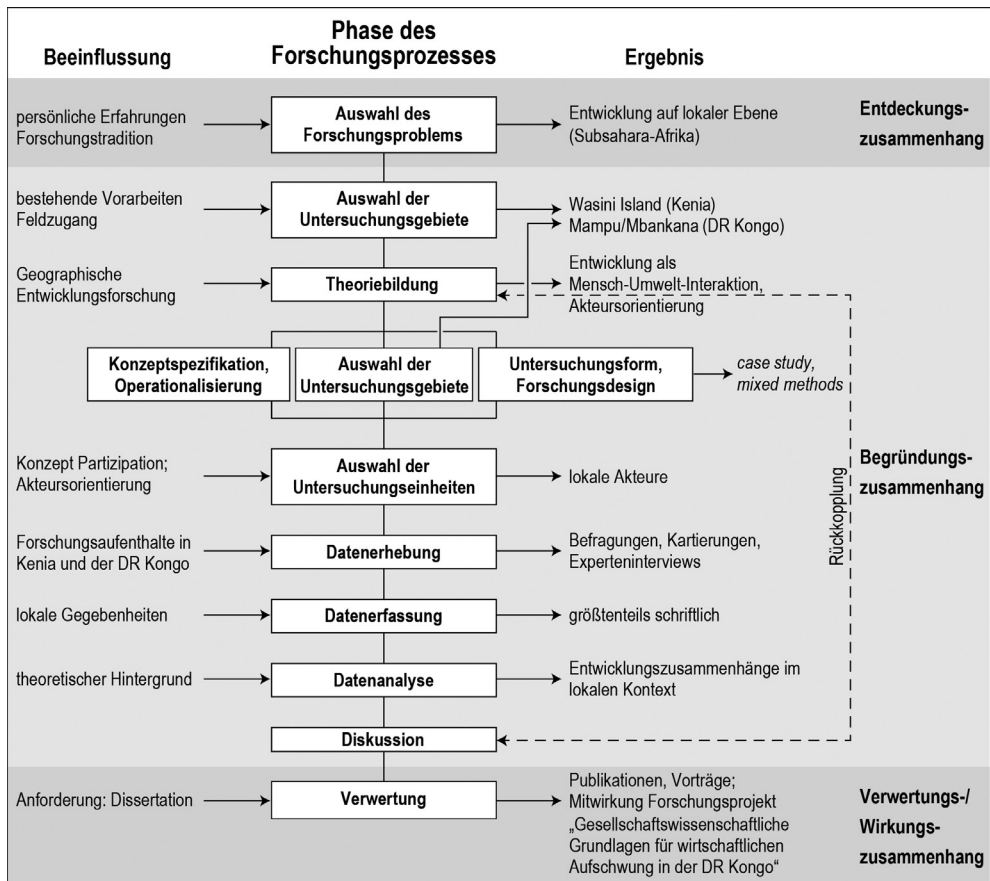 Beeinflussung
Phase des
Forschungsprozesses
Ergebnis
persönliche Erfahrungen
Forschungstradition
Auswahl des
Forschungsproblems
Entwicklung auf lokaler Ebene
(Subsahara-Afrika)
Entdeckungs-
zusammenhang
bestehende Vorarbeiten
Feldzugang
Auswahl der
Untersuchungsgebiete
Wasini Island (Kenia)
Mampu/Mbankana (DR Kongo)
Geographische
Entwicklungsforschung
Theoriebildung
Entwicklung als
Mensch-Umwelt-Interaktion,
Akteursorientierung
Konzeptspezifikation,
Operationalisierung
Auswahl der
Untersuchungsgebiete
Untersuchungsform,
Forschungsdesign
case study,
mixed methods
Konzept Partizipation;
Akteursorientierung
Auswahl der
Untersuchungseinheiten
lokale Akteure
Rückkopplung
Begründungs-
zusammenhang
Forschungsaufenthalte in
Kenia und der DR Kongo
Datenerhebung
Befragungen, Kartierungen,
Experteninterviews
lokale Gegebenheiten
Datenerfassung
größtenteils schriftlich
theoretischer Hintergrund
Datenanalyse
Entwicklungszusammenhänge im
lokalen Kontext
Diskussion
Anforderung: Dissertation
Verwertung
Publikationen, Vorträge;
Mitwirkung Forschungsprojekt
„Gesellschaftswissenschaftliche
Grundlagen für wirtschaftlichen
Aufschwung in der DR Kongo“
Verwertungs-/
Wirkungs-
zusammenhang